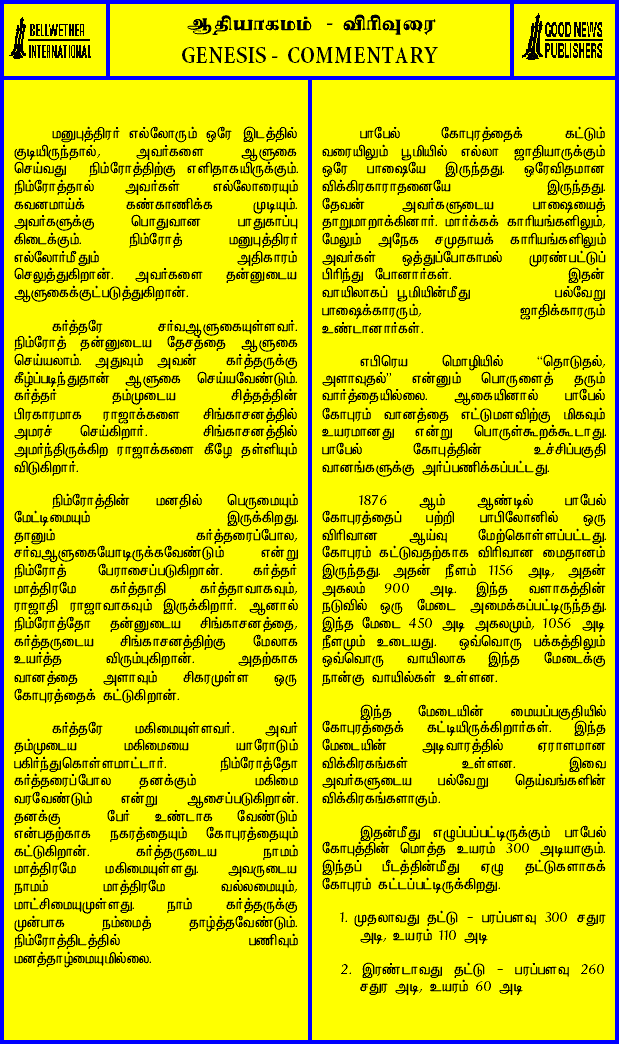 BELLWETHER
INTERNATIONAL
ஆதியாகமம் - விரிவுரை
GENESIS - COMMENTARY
GOOD NEWS
PUBLISHERS
மனுபுத்திரர் எல்லோரும் ஒரே இடத்தில்
குடியிருந்தால், அவர்களை ஆளுகை
செய்வது நிம்ரோத்திற்கு எளிதாகயிருக்கும்.
நிம்ரோத்தால் அவர்கள் எல்லோரையும்
கவனமாய்க் கண்காணிக்க முடியும்.
அவர்களுக்கு பொதுவான பாதுகாப்பு
கிடைக்கும். நிம்ரோத் மனுபுத்திரர்
எல்லோர்மீதும் அதிகாரம்
செலுத்துகிறான். அவர்களை தன்னுடைய
ஆளுகைக்குட்படுத்துகிறான்.
கர்த்தரே சர்வஆளுகையுள்ளவர்.
நிம்ரோத் தன்னுடைய தேசத்தை ஆளுகை
செய்யலாம். அதுவும் அவன் கர்த்தருக்கு
கீழ்ப்படிந்துதான் ஆளுகை செய்யவேண்டும்.
கர்த்தர் தம்முடைய சித்தத்தின்
பிரகாரமாக ராஜாக்களை சிங்காசனத்தில்
அமரச் செய்கிறார். சிங்காசனத்தில்
அமர்ந்திருக்கிற ராஜாக்களை கீழே தள்ளியும்
விடுகிறார்.
நிம்ரோத்தின் மனதில் பெருமையும்
மேட்டிமையும் இருக்கிறது.
தானும் கர்த்தரைப்போல,
சர்வஆளுகையோடிருக்கவேண்டும் என்று
நிம்ரோத் பேராசைப்படுகிறான். கர்த்தர்
மாத்திரமே கர்த்தாதி கர்த்தாவாகவும்,
ராஜாதி ராஜாவாகவும் இருக்கிறார். ஆனால்
நிம்ரோத்தோ தன்னுடைய சிங்காசனத்தை,
கர்த்தருடைய சிங்காசனத்திற்கு மேலாக
உயர்த்த விரும்புகிறான். அதற்காக
வானத்தை அளாவும் சிகரமுள்ள ஒரு
கோபுரத்தைக் கட்டுகிறான்.
கர்த்தரே மகிமையுள்ளவர். அவர்
தம்முடைய மகிமையை யாரோடும்
பகிர்ந்துகொள்ளமாட்டார். நிம்ரோத்தோ
கர்த்தரைப்போல தனக்கும் மகிமை
வரவேண்டும் என்று ஆசைப்படுகிறான்.
தனக்கு பேர் உண்டாக வேண்டும்
என்பதற்காக நகரத்தையும் கோபுரத்தையும்
கட்டுகிறான். கர்த்தருடைய நாமம்
மாத்திரமே மகிமையுள்ளது. அவருடைய
நாமம் மாத்திரமே வல்லமையும்,
மாட்சிமையுமுள்ளது. நாம் கர்த்தருக்கு
முன்பாக நம்மைத் தாழ்த்தவேண்டும்.
நிம்ரோத்திடத்தில் பணிவும்
மனத்தாழ்மையுமில்லை.
பாபேல் கோபுரத்தைக் கட்டும்
வரையிலும் பூமியில் எல்லா ஜாதியாருக்கும்
ஒரே பாஷையே இருந்தது. ஒரேவிதமான
விக்கிரகாராதனையே இருந்தது.
தேவன் அவர்களுடைய பாஷையைத்
தாறுமாறாக்கினார். மார்க்கக் காரியங்களிலும்,
மேலும் அநேக சமுதாயக் காரியங்களிலும்
அவர்கள் ஒத்துப்போகாமல் முரண்பட்டுப்
பிரிந்து போனார்கள். இதன்
வாயிலாகப் பூமியின்மீது பல்வேறு
பாஷைக்காரரும், ஜாதிக்காரரும்
உண்டானார்கள்.
எபிரெய மொழியில் “தொடுதல்,
அளாவுதல்” என்னும் பொருளைத் தரும்
வார்த்தையில்லை. ஆகையினால் பாபேல்
கோபுரம் வானத்தை எட்டுமளவிற்கு மிகவும்
உயரமானது என்று பொருள்கூறக்கூடாது.
பாபேல் கோபுத்தின் உச்சிப்பகுதி
வானங்களுக்கு அர்ப்பணிக்கப்பட்டது.
1876 ஆம் ஆண்டில் பாபேல்
கோபுரத்தைப் பற்றி பாபிலோனில் ஒரு
விரிவான ஆய்வு மேற்கொள்ளப்பட்டது.
கோபுரம் கட்டுவதற்காக விரிவான மைதானம்
இருந்தது. அதன் நீளம் 1156 அடி, அதன்
அகலம் 900 அடி. இந்த வளாகத்தின்
நடுவில் ஒரு மேடை அமைக்கப்பட்டிருந்தது.
இந்த மேடை 450 அடி அகலமும், 1056 அடி
நீளமும் உடையது. ஒவ்வொரு பக்கத்திலும்
ஒவ்வொரு வாயிலாக இந்த மேடைக்கு
நான்கு வாயில்கள் உள்ளன.
இந்த மேடையின் மையப்பகுதியில்
கோபுரத்தைக் கட்டியிருக்கிறார்கள். இந்த
மேடையின் அடிவாரத்தில் ஏராளமான
விக்கிரகங்கள் உள்ளன. இவை
அவர்களுடைய பல்வேறு தெய்வங்களின்
விக்கிரகங்களாகும்.
இதன்மீது எழுப்பப்பட்டிருக்கும் பாபேல்
கோபுத்தின் மொத்த உயரம் 300 அடியாகும்.
இந்தப் பீடத்தின்மீது ஏழு தட்டுகளாகக்
கோபுரம் கட்டப்பட்டிருக்கிறது.
1. முதலாவது தட்டு - பரப்பளவு 300 சதுர
அடி, உயரம் 110 அடி
2. இரண்டாவது தட்டு - பரப்பளவு 260
சதுர அடி, உயரம் 60 அடி